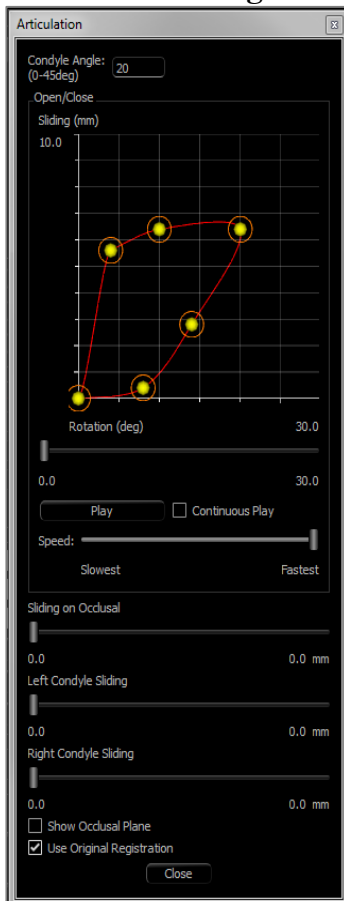 Articulation
Condyle Angle:
(0-45deg)
20
Open/Close
Sliding (mm)
10.0
Rotation (deg) 30.0
0.0 30.0
Play Continuous Play
Speed:
Slowest Fastest
Sliding on Occlusal
0.0 0.0 mm
Left Condyle Sliding
0.0 0.0 mm
Right Condyle Sliding
0.0 0.0 mm
Show Occlusal Plane
Use Original Registration
Close